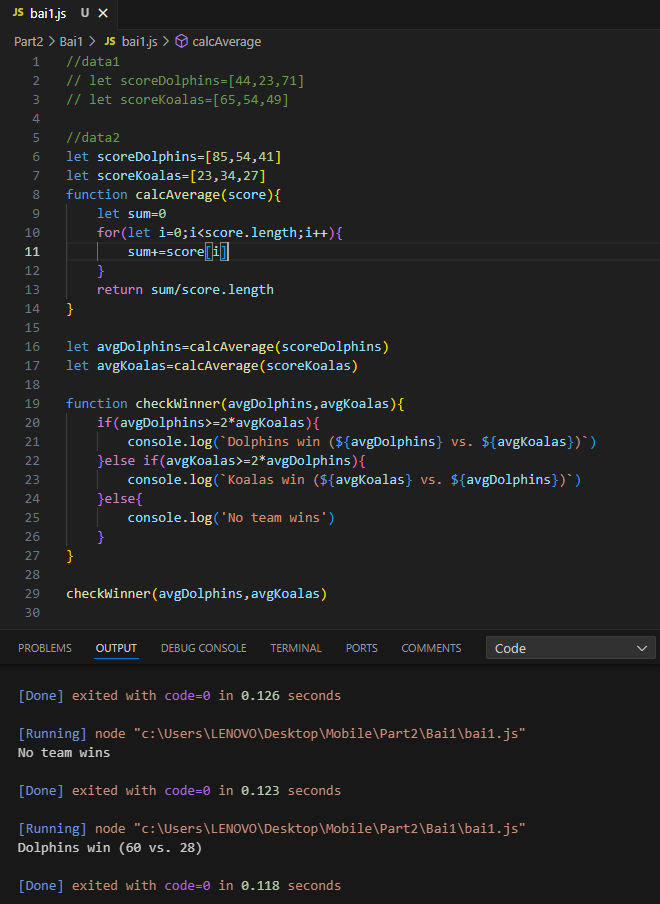 JS bai1.js U ×
Part2 > Bai1 > JS bai1.js > calcAverage
1 //data1
2 // let scoreDolphins=[44,23,71]
3 // let scoreKoalas=[65,54,49]
4
5 //data2
6 let scoreDolphins=[85,54,41]
7 let scoreKoalas=[23,34,27]
8 function calcAverage(score){
9 let sum=0
10 for(let i=0;i<score.length;i++){
11 sum+=score[i]
12 }
13 return sum/score.length
14 }
15
16 let avgDolphins=calcAverage(scoreDolphins)
17 let avgKoalas=calcAverage(scoreKoalas)
18
19 function checkWinner(avgDolphins,avgKoalas){
20 if(avgDolphins>=2*avgKoalas){
21 console.log(`Dolphins win (${avgDolphins} vs. ${avgKoalas})`)
22 }else if(avgKoalas>=2*avgDolphins){
23 console.log(`Koalas win (${avgKoalas} vs. ${avgDolphins})`)
24 }else{
25 console.log('No team wins')
26 }
27 }
28
29 checkWinner(avgDolphins,avgKoalas)
30
PROBLEMS OUTPUT DEBUG CONSOLE TERMINAL PORTS COMMENTS Code
[Done] exited with code=0 in 0.126 seconds
[Running] node "c:\Users\LENOVO\Desktop\Mobile\Part2\Bai1\bai1.js"
No team wins
[Done] exited with code=0 in 0.123 seconds
[Running] node "c:\Users\LENOVO\Desktop\Mobile\Part2\Bai1\bai1.js"
Dolphins win (60 vs. 28)
[Done] exited with code=0 in 0.118 seconds